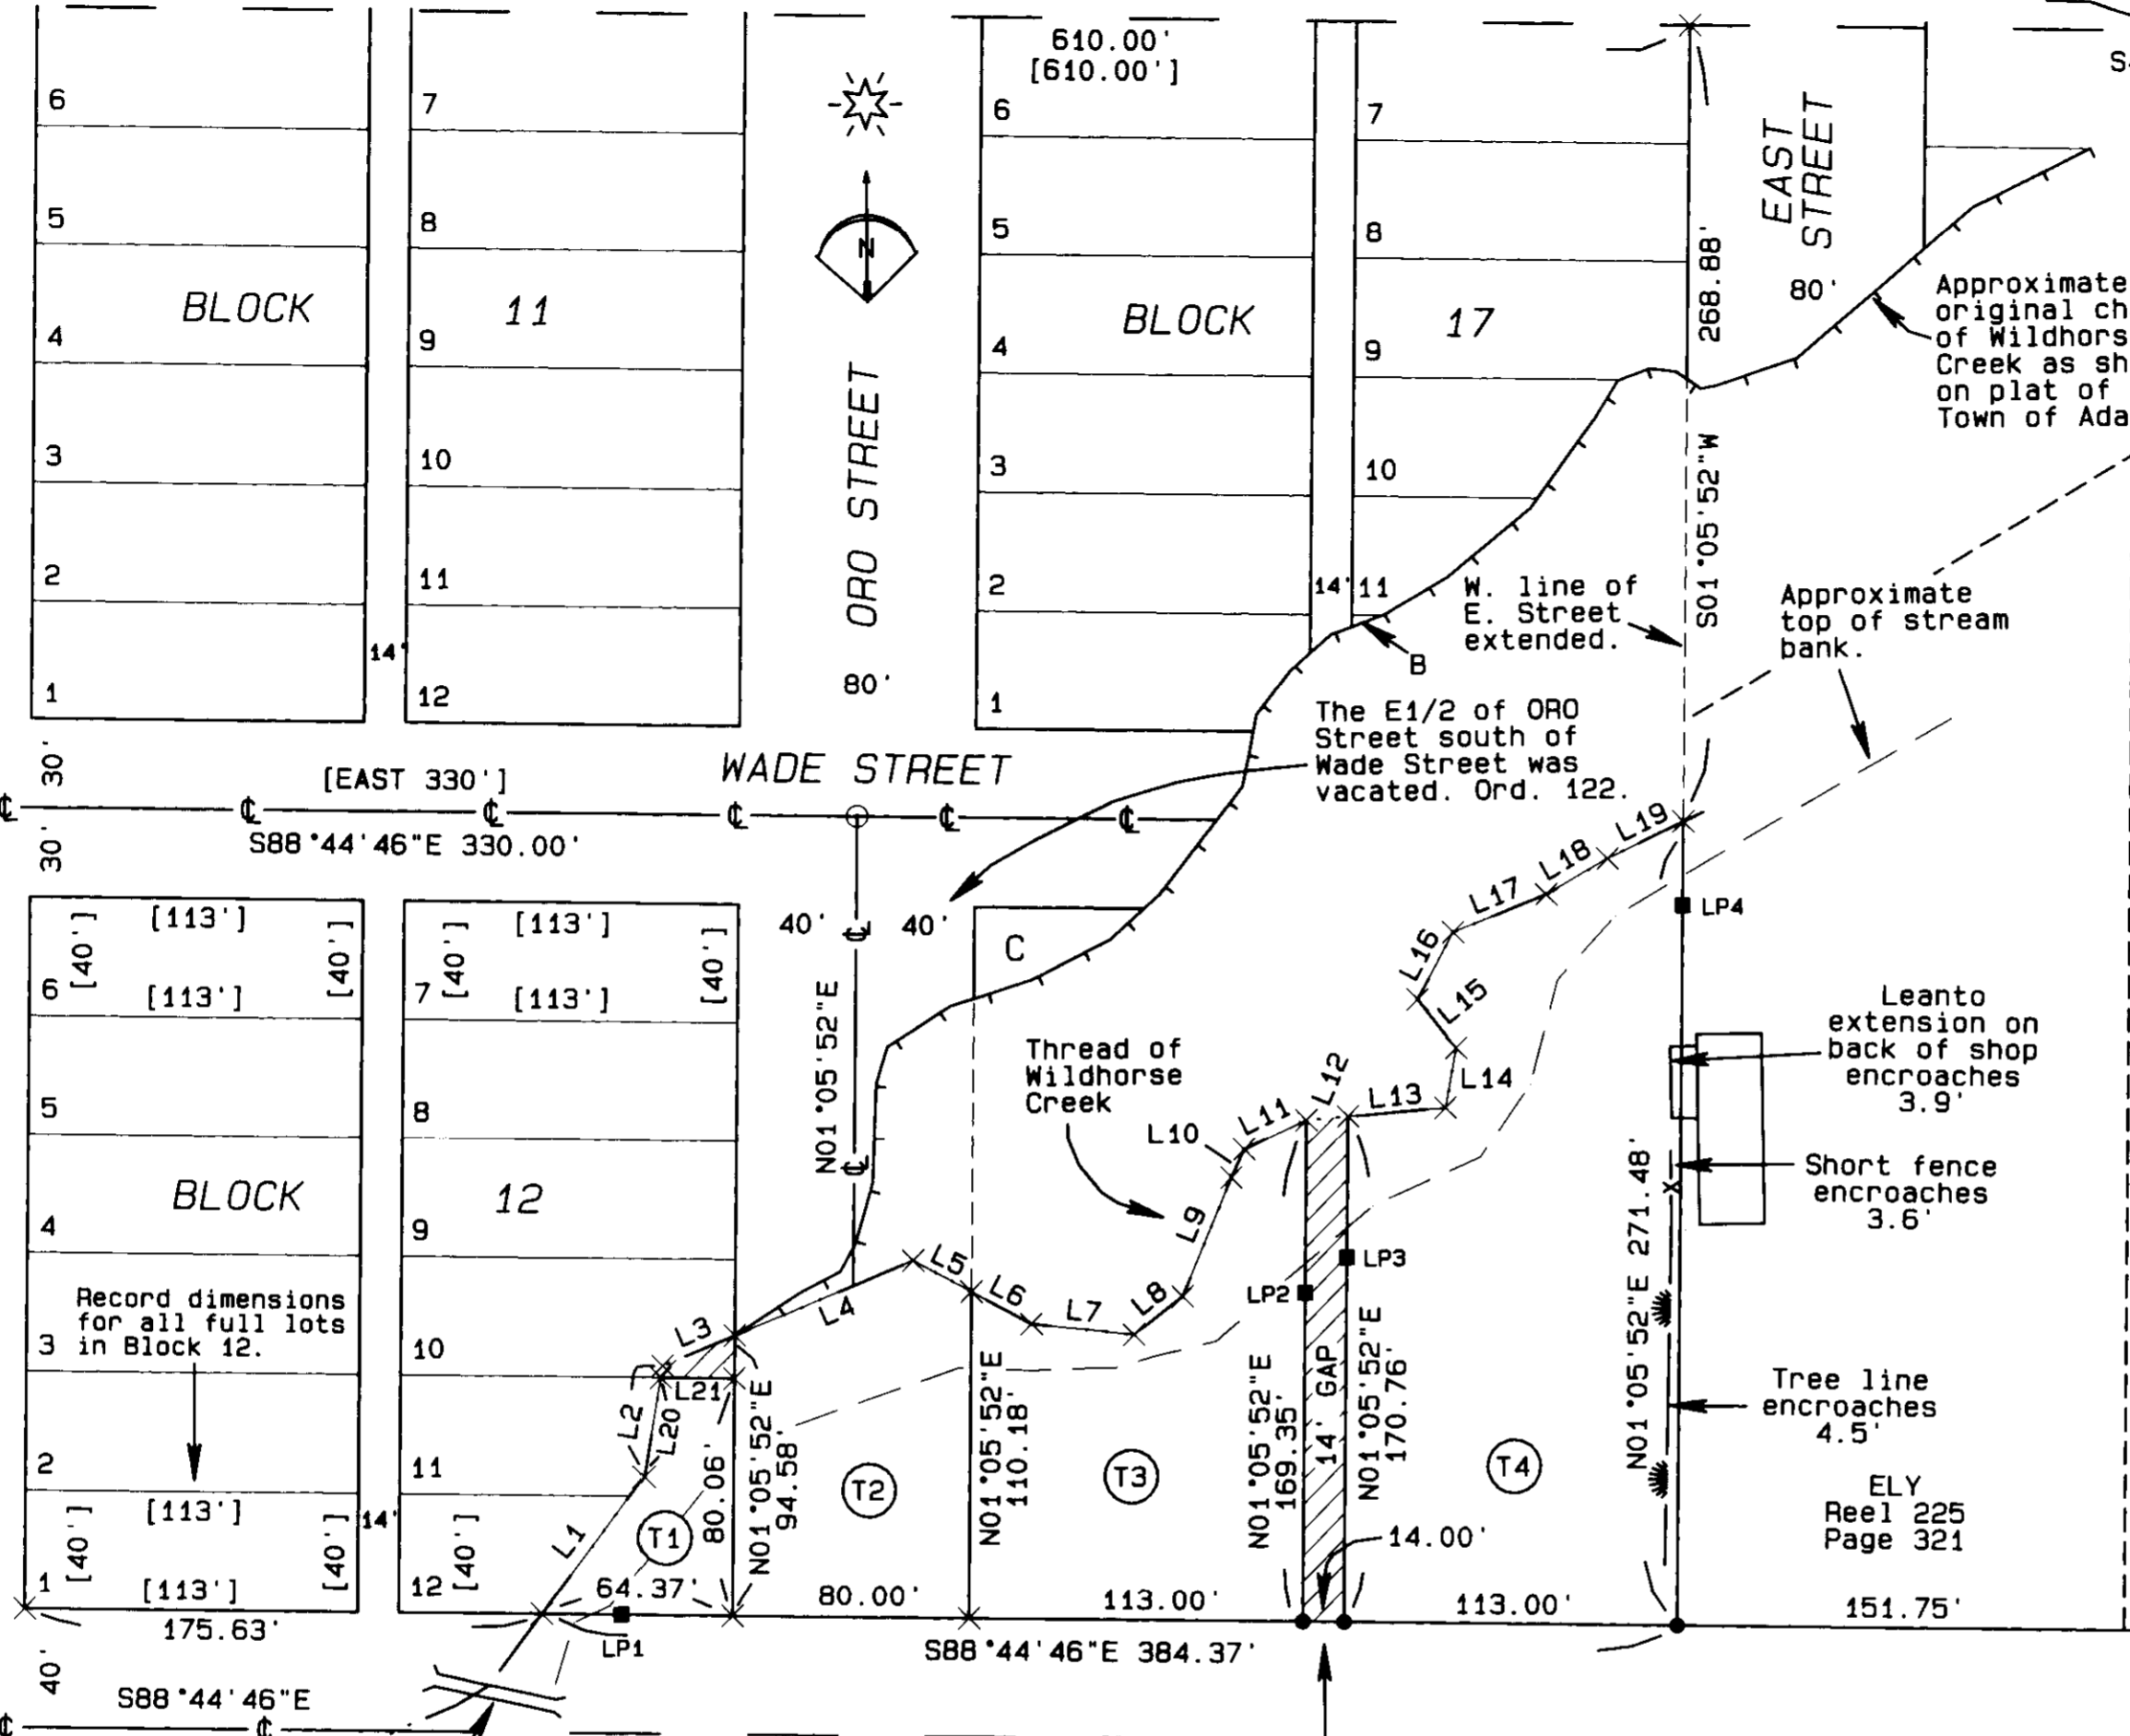 610.00'
[610.00']
6
5
4
3
2
1
BLOCK
11
7
8
9
10
11
12
14'
N
ORO STREET
80'
6
5
4
3
2
1
BLOCK
17
7
8
9
10
14'
11
B
EAST
STREET
80'
268.88'
S01°05'52"W
Approximate
original ch
of Wildhors
Creek as sh
on plat of
Town of Ada
W. line of
E. Street
extended.
Approximate
top of stream
bank.
The E1/2 of ORO
Street south of
Wade Street was
vacated. Ord. 122.
30'
30'
[EAST 330']
WADE STREET
S88°44'46"E 330.00'
[113']
[40']
[40']
[113']
6
5
4
3
2
1
BLOCK
12
[113']
[40']
[40']
[113']
7
8
9
10
11
12
Record dimensions
for all full lots
in Block 12.
[113']
[40']
[40']
[113']
14'
[40']
175.63'
40'
S88°44'46"E
40'
40'
N01°05'52"E
C
Thread of
Wildhorse
Creek
L1
L2
L3
L4
L5
L6
L7
L8
L9
L10
L11
L12
L13
L14
L15
L16
L17
L18
L19
L20
L21
LP1
LP2
LP3
LP4
T1
T2
T3
T4
64.37'
80.06'
N01°05'52"E
94.58'
80.00'
N01°05'52"E
110.18'
113.00'
N01°05'52"E
169.35'
14' GAP
N01°05'52"E
170.76'
14.00'
113.00'
N01°05'52"E 271.48'
S88°44'46"E 384.37'
Leanto
extension on
back of shop
encroaches
3.9'
Short fence
encroaches
3.6'
Tree line
encroaches
4.5'
ELY
Reel 225
Page 321
151.75'